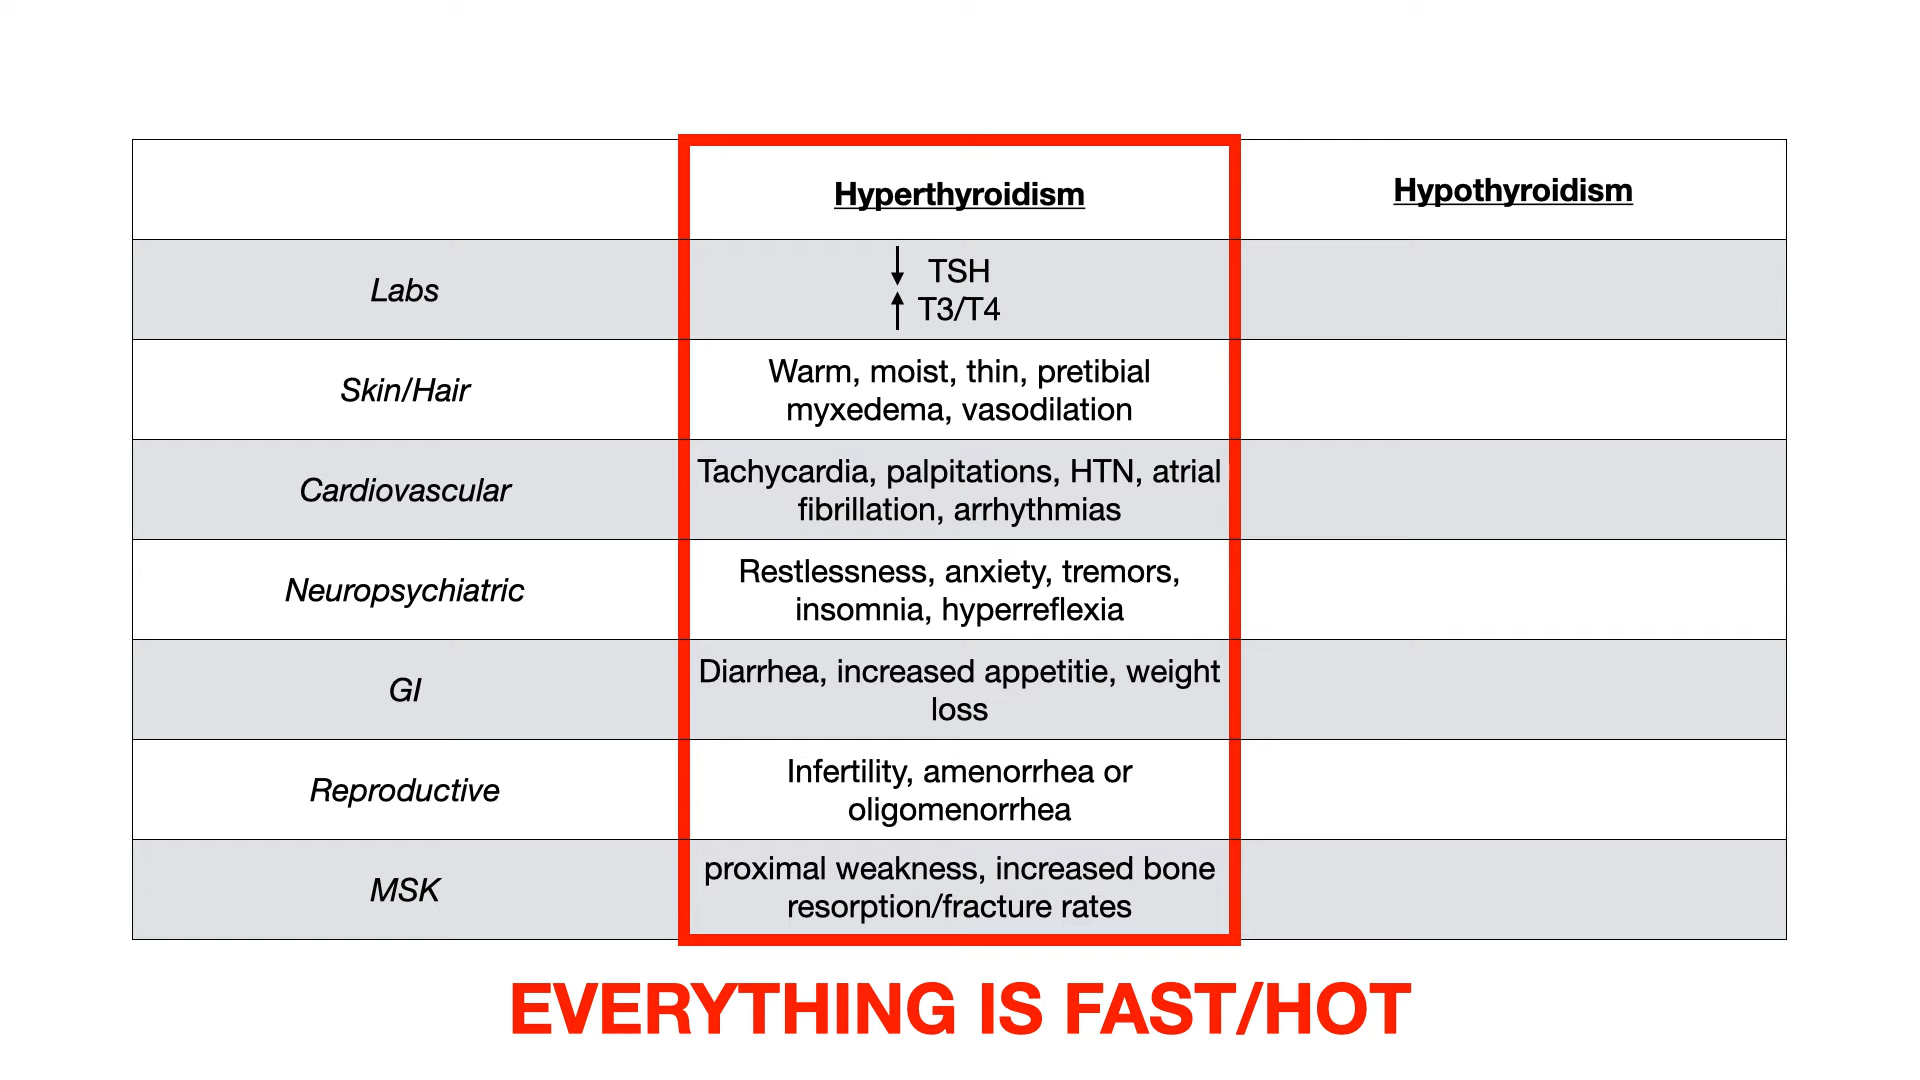 Hyperthyroidism
Hypothyroidism
Labs
↓ TSH
↑ T3/T4
Skin/Hair
Warm, moist, thin, pretibial
myxedema, vasodilation
Cardiovascular
Tachycardia, palpitations, HTN, atrial
fibrillation, arrhythmias
Neuropsychiatric
Restlessness, anxiety, tremors,
insomnia, hyperreflexia
GI
Diarrhea, increased appetitie, weight
loss
Reproductive
Infertility, amenorrhea or
oligomenorrhea
MSK
proximal weakness, increased bone
resorption/fracture rates
EVERYTHING IS FAST/HOT